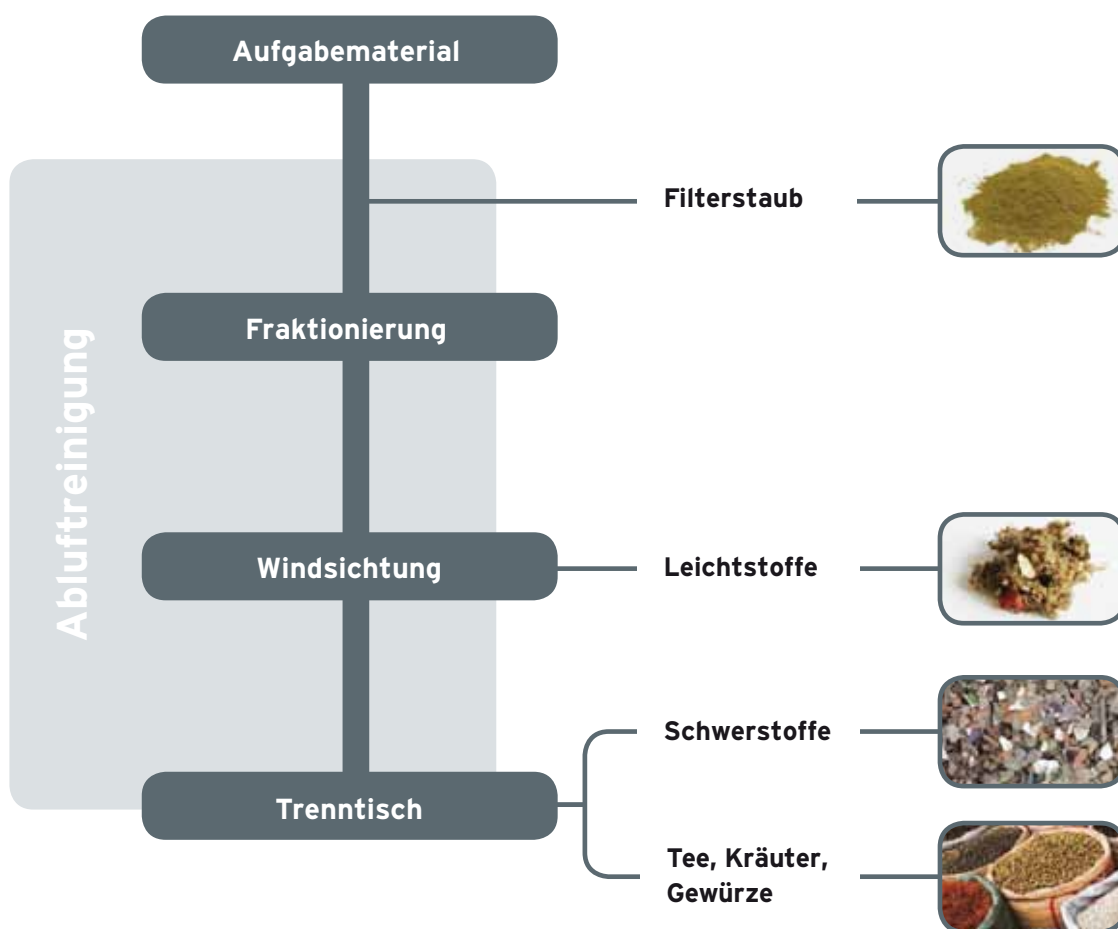 Aufgabematerial
Filterstaub
Fraktionierung
Abluftreinigung
Windsichtung
Leichtstoffe
Schwerstoffe
Trenntisch
Tee, Kräuter,
Gewürze